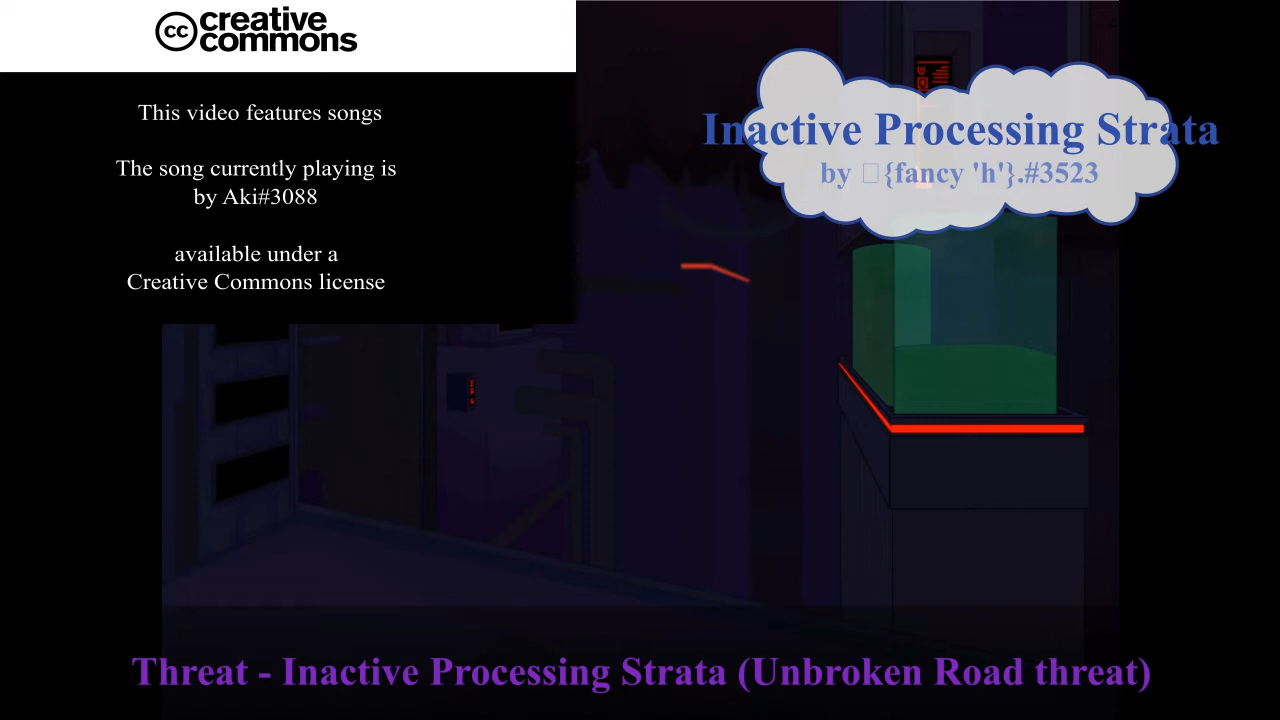 creative
commons
This video features songs
The song currently playing is
by Aki#3088
available under a
Creative Commons license
Inactive Processing Strata
by □{fancy 'h'}.#3523
Threat - Inactive Processing Strata (Unbroken Road threat)